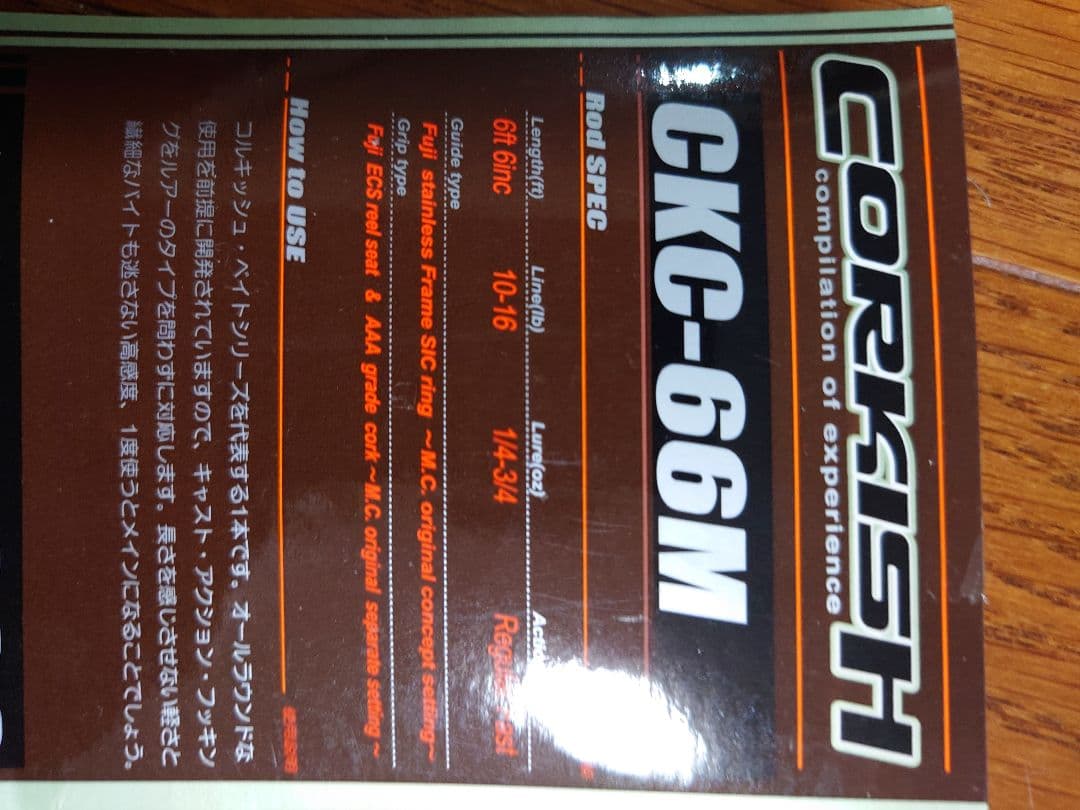 CORKISH
compilation of experience
CKC-66M
Rod SPEC
Length(ft) Line(lb) Lure(oz)
6ft 6inc 10-16 1/4-3/4
Guide type
Fuji stainless Frame SIC ring ~M.C. original concept setting~
Grip type
Fuji ECS reel seat & AAA grade cork~M.C. original separate setting~
How to USE
コルキッシュ・ベイトシリーズを代表する1本です。オールラウンドな
使用を前提に開発されていますので、キャスト・アクション・フッキン
グをルアーのタイプを問わずに対応します。長さを感じさせない軽さと
繊細なバイトも逃さない高感度、1度使うとメインになることでしょう。